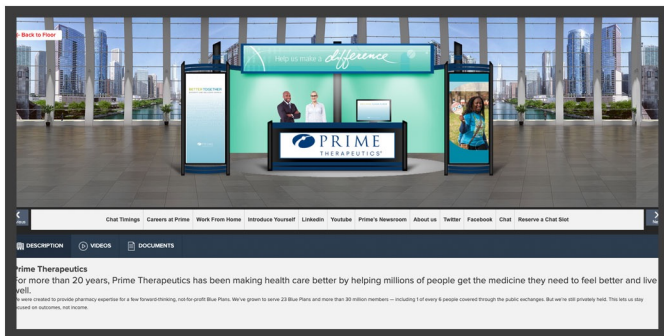 Back to Floor
Help us make a difference
BETTER TOGETHER
PRIME
THERAPEUTICS
Chat Timings Careers at Prime Work From Home Introduce Yourself Linkedin Youtube Prime's Newsroom About us Twitter Facebook Chat Reserve a Chat Slot
DESCRIPTION VIDEOS DOCUMENTS
Prime Therapeutics
For more than 20 years, Prime Therapeutics has been making health care better by helping millions of people get the medicine they need to feel better and live
well.
We were created to provide pharmacy expertise for a few forward-thinking, not-for-profit Blue Plans. We've grown to serve 23 Blue Plans and more than 30 million members — including 1 of every 6 people covered through the public exchanges. But we're still privately held. This lets us stay
focused on outcomes, not income.